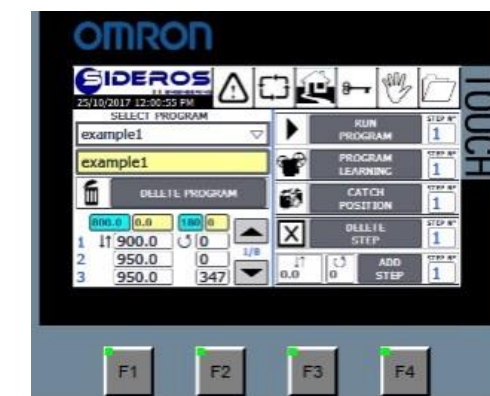 OMRON
TOUCH
SIDEROS
25/10/2017 12:00:55 PM
SELECT PROGRAM
example1
example1
DELETE PROGRAM
800.0 0.0 180 0
1 900.0 0
2 950.0 0
3 950.0 347
1/8
RUN PROGRAM
STEP N°
1
PROGRAM LEARNING
STEP N°
1
CATCH POSITION
STEP N°
1
DELETE STEP
STEP N°
1
0.0 0 ADD STEP
STEP N°
1
F1 F2 F3 F4